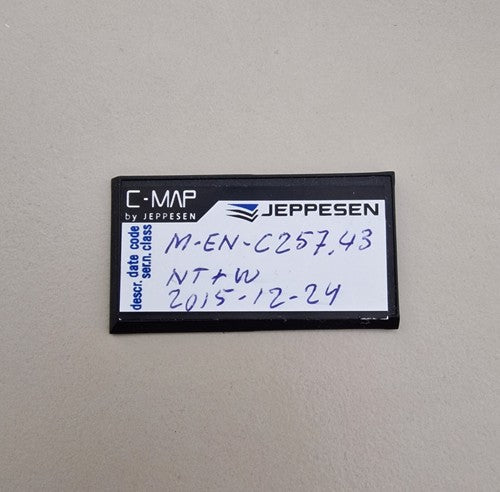 C-MAP
by JEPPESEN
JEPPESEN
descr. date code
ser.n. class
M-EN-C257.43
NT+W
2015-12-24